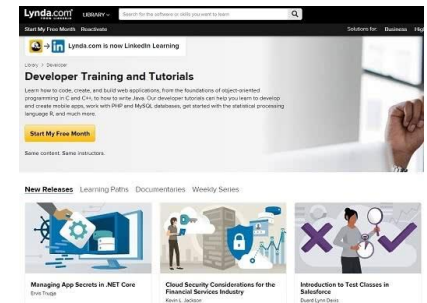 Lynda.com
FROM LINKEDIN
LIBRARY
Search for the software or skills you want to learn
Start My Free Month Reactivate
Solutions for: Business
Lynda.com is now LinkedIn Learning
Library > Developer
Developer Training and Tutorials
Learn how to code, create, and build web applications, from the foundations of object-oriented
programming in C and C++, to how to write Java. Our developer tutorials can help you learn to develop
and create mobile apps, work with PHP and MySQL databases, get started with the statistical processing
language R, and much more.
Start My Free Month
Same content. Same instructors.
New Releases Learning Paths Documentaries Weekly Series
Managing App Secrets in .NET Core
Cloud Security Considerations for the
Financial Services Industry
Kevin L. Jackson
Introduction to Test Classes in
Salesforce